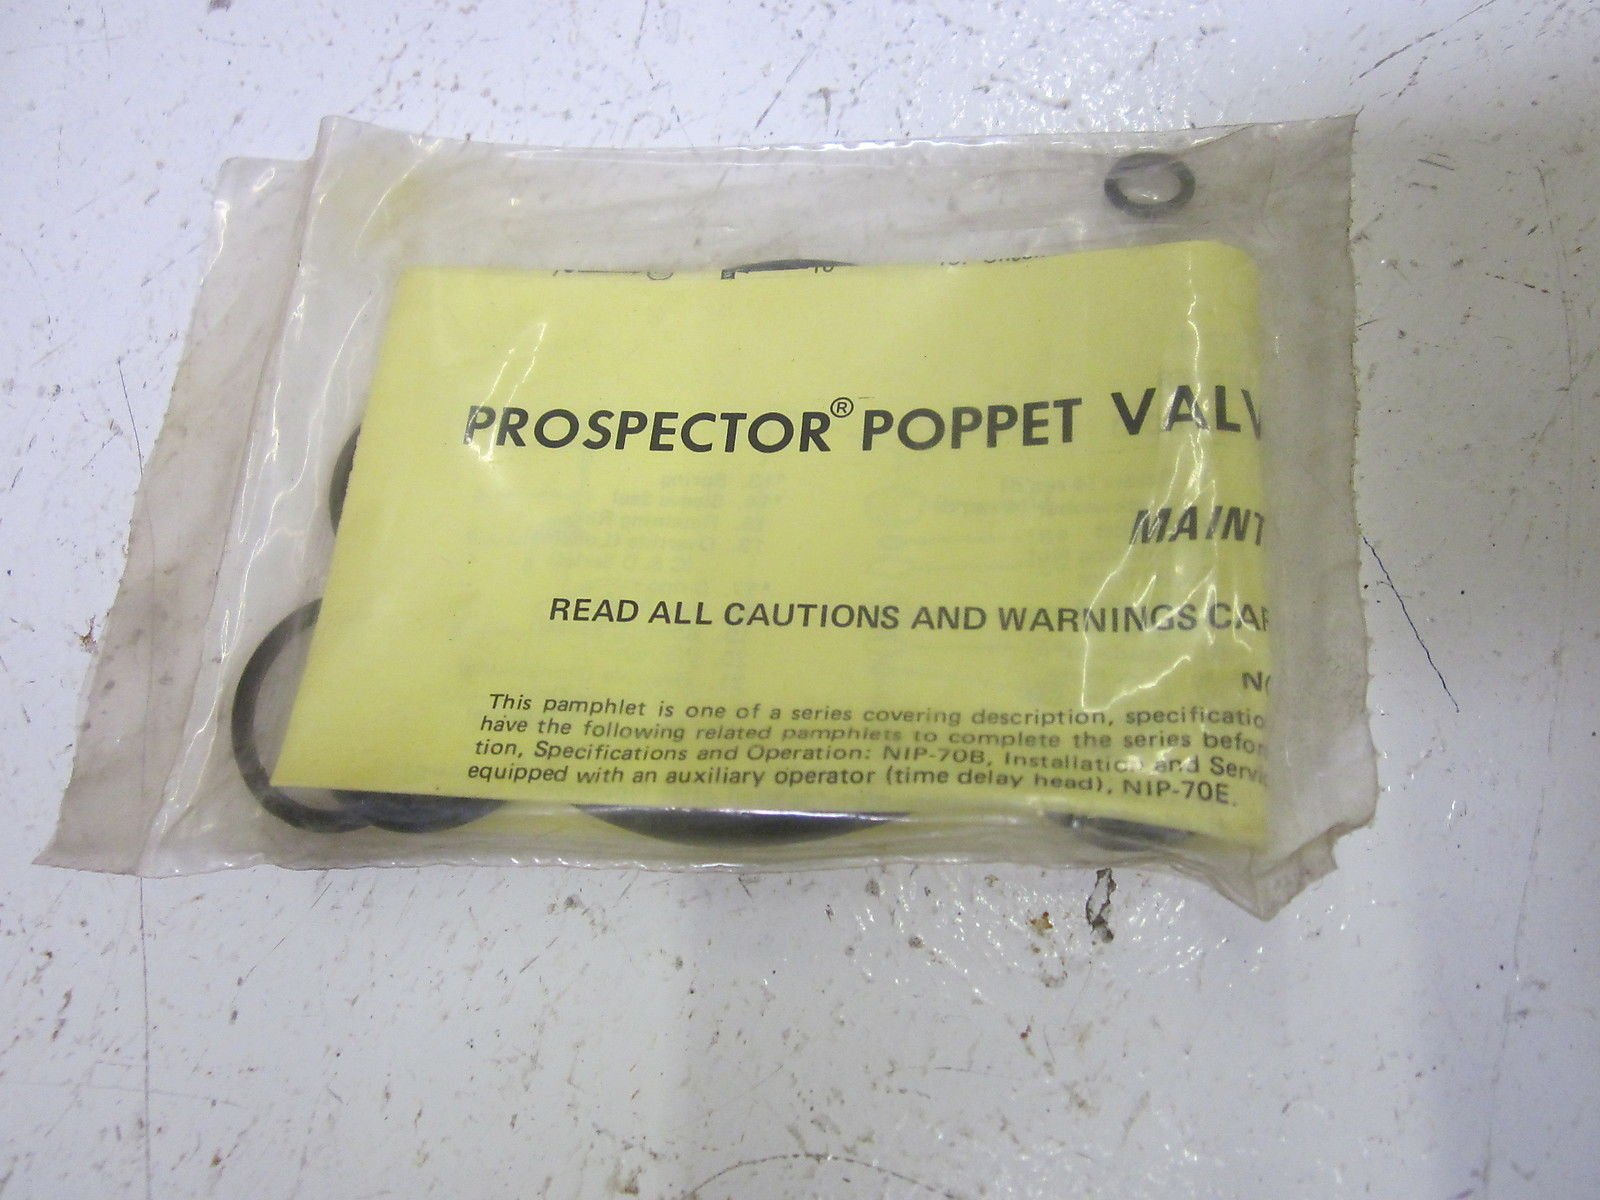 PROSPECTOR® POPPET VALV
MAINT
READ ALL CAUTIONS AND WARNINGS CAR
This pamphlet is one of a series covering description, specificatio
have the following related pamphlets to complete the series befor
tion, Specifications and Operation: NIP-70B, Installation and Servi
equipped with an auxiliary operator (time delay head), NIP-70E.